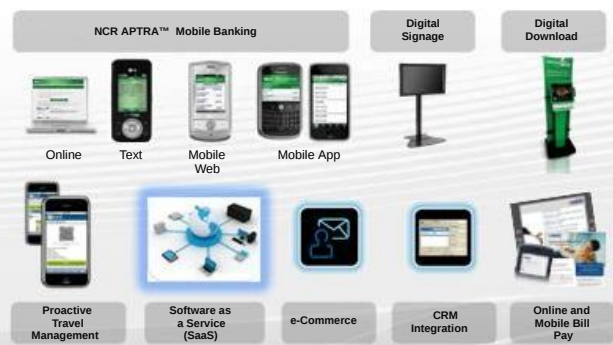 NCR APTRA™ Mobile Banking
Digital
Signage
Digital
Download
Online
Text
Mobile
Web
Mobile App
Proactive
Travel
Management
Software as
a Service
(SaaS)
e-Commerce
CRM
Integration
Online and
Mobile Bill
Pay